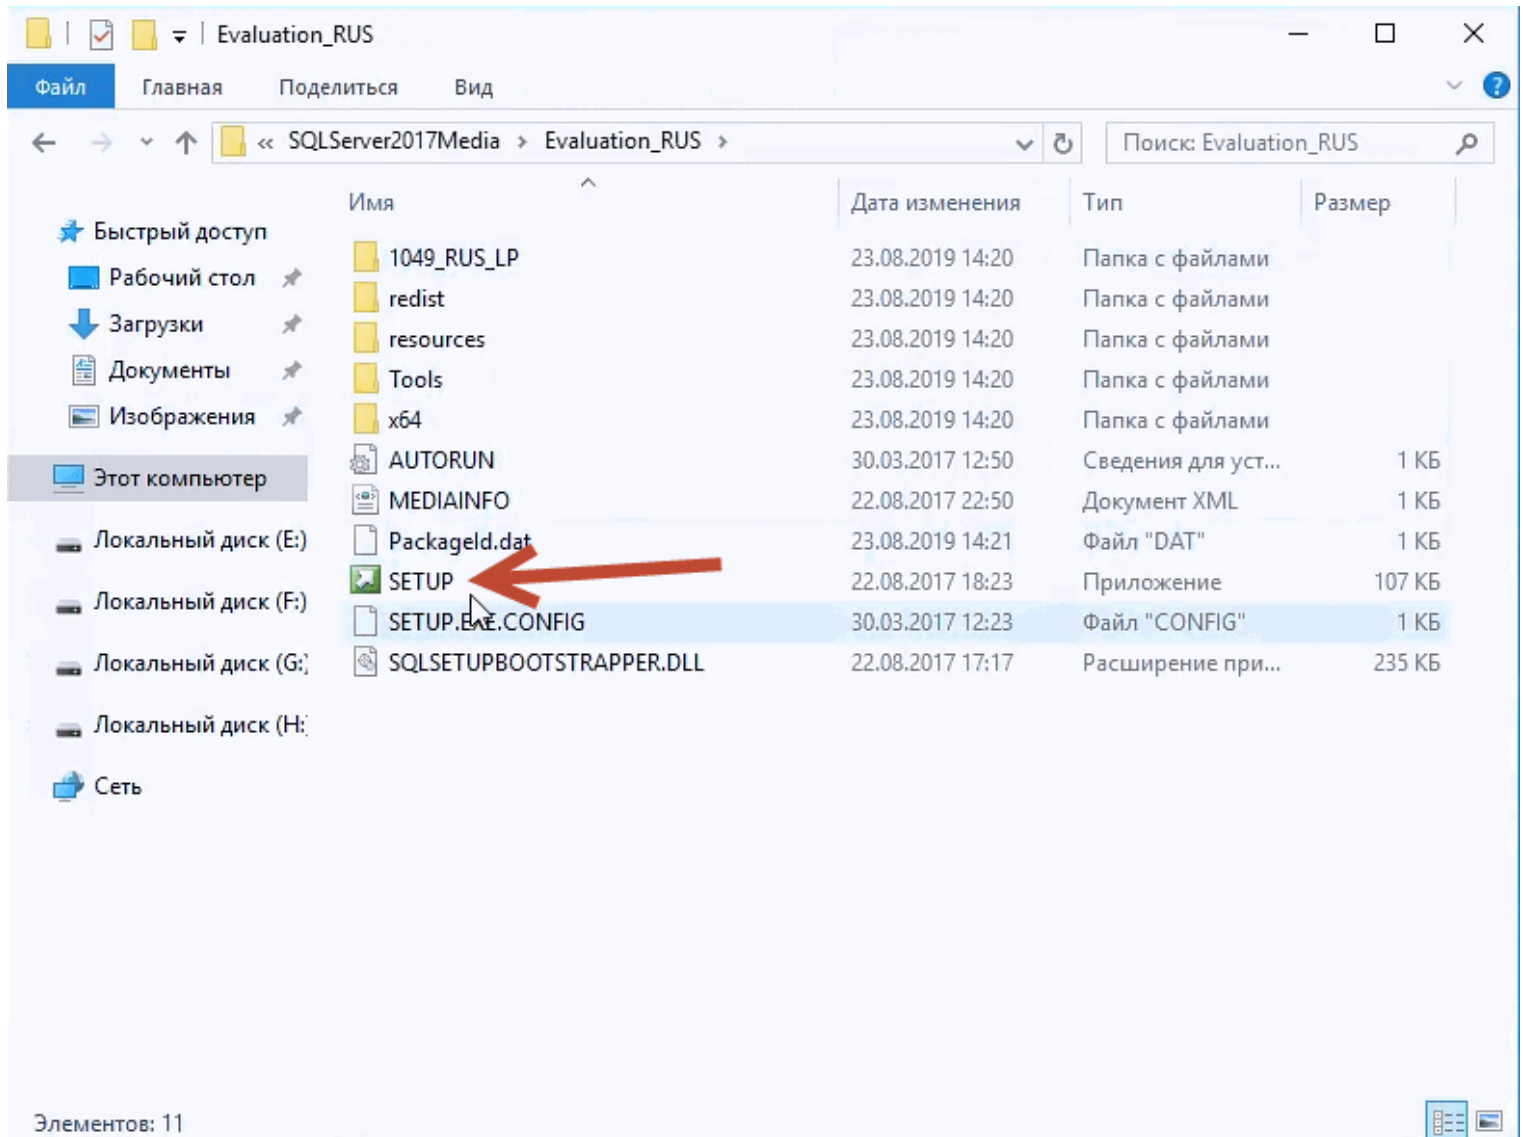 Evaluation_RUS
Файл Главная Поделиться Вид
« SQLServer2017Media > Evaluation_RUS > Поиск: Evaluation_RUS
Имя Дата изменения Тип Размер
Быстрый доступ
Рабочий стол
Загрузки
Документы
Изображения
Этот компьютер
Локальный диск (E:)
Локальный диск (F:)
Локальный диск (G:)
Локальный диск (H:
Сеть
1049_RUS_LP 23.08.2019 14:20 Папка с файлами
redist 23.08.2019 14:20 Папка с файлами
resources 23.08.2019 14:20 Папка с файлами
Tools 23.08.2019 14:20 Папка с файлами
x64 23.08.2019 14:20 Папка с файлами
AUTORUN 30.03.2017 12:50 Сведения для уст... 1 КБ
MEDIAINFO 22.08.2017 22:50 Документ XML 1 КБ
PackageId.dat 23.08.2019 14:21 Файл "DAT" 1 КБ
SETUP 22.08.2017 18:23 Приложение 107 КБ
SETUP.EXE.CONFIG 30.03.2017 12:23 Файл "CONFIG" 1 КБ
SQLSETUPBOOTSTRAPPER.DLL 22.08.2017 17:17 Расширение при... 235 КБ
Элементов: 11